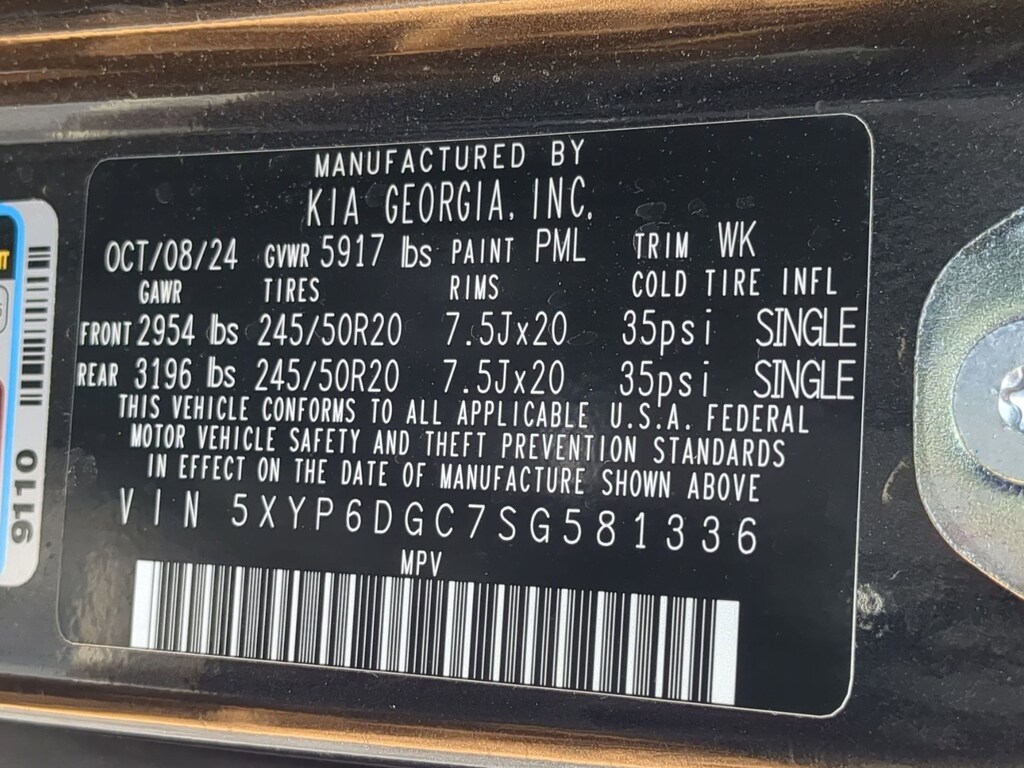 MANUFACTURED BY
KIA GEORGIA, INC.
OCT/08/24 GVWR 5917 lbs PAINT PML TRIM WK
GAWR TIRES RIMS COLD TIRE INFL
FRONT 2954 lbs 245/50R20 7.5Jx20 35psi SINGLE
REAR 3196 lbs 245/50R20 7.5Jx20 35psi SINGLE
THIS VEHICLE CONFORMS TO ALL APPLICABLE U.S.A. FEDERAL
MOTOR VEHICLE SAFETY AND THEFT PREVENTION STANDARDS
IN EFFECT ON THE DATE OF MANUFACTURE SHOWN ABOVE
VIN 5XYP6DGC7SG581336
MPV
9110